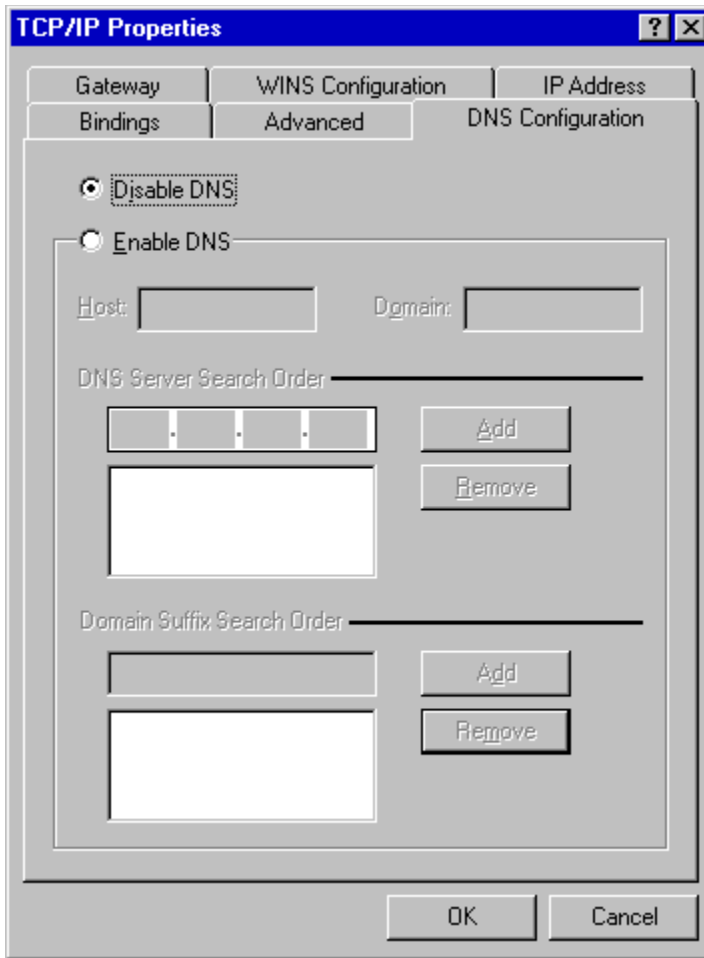 TCP/IP Properties
Gateway WINS Configuration IP Address
Bindings Advanced DNS Configuration
Disable DNS
Enable DNS
Host: Domain:
DNS Server Search Order
. . . Add
Remove
Domain Suffix Search Order
Add
Remove
OK Cancel